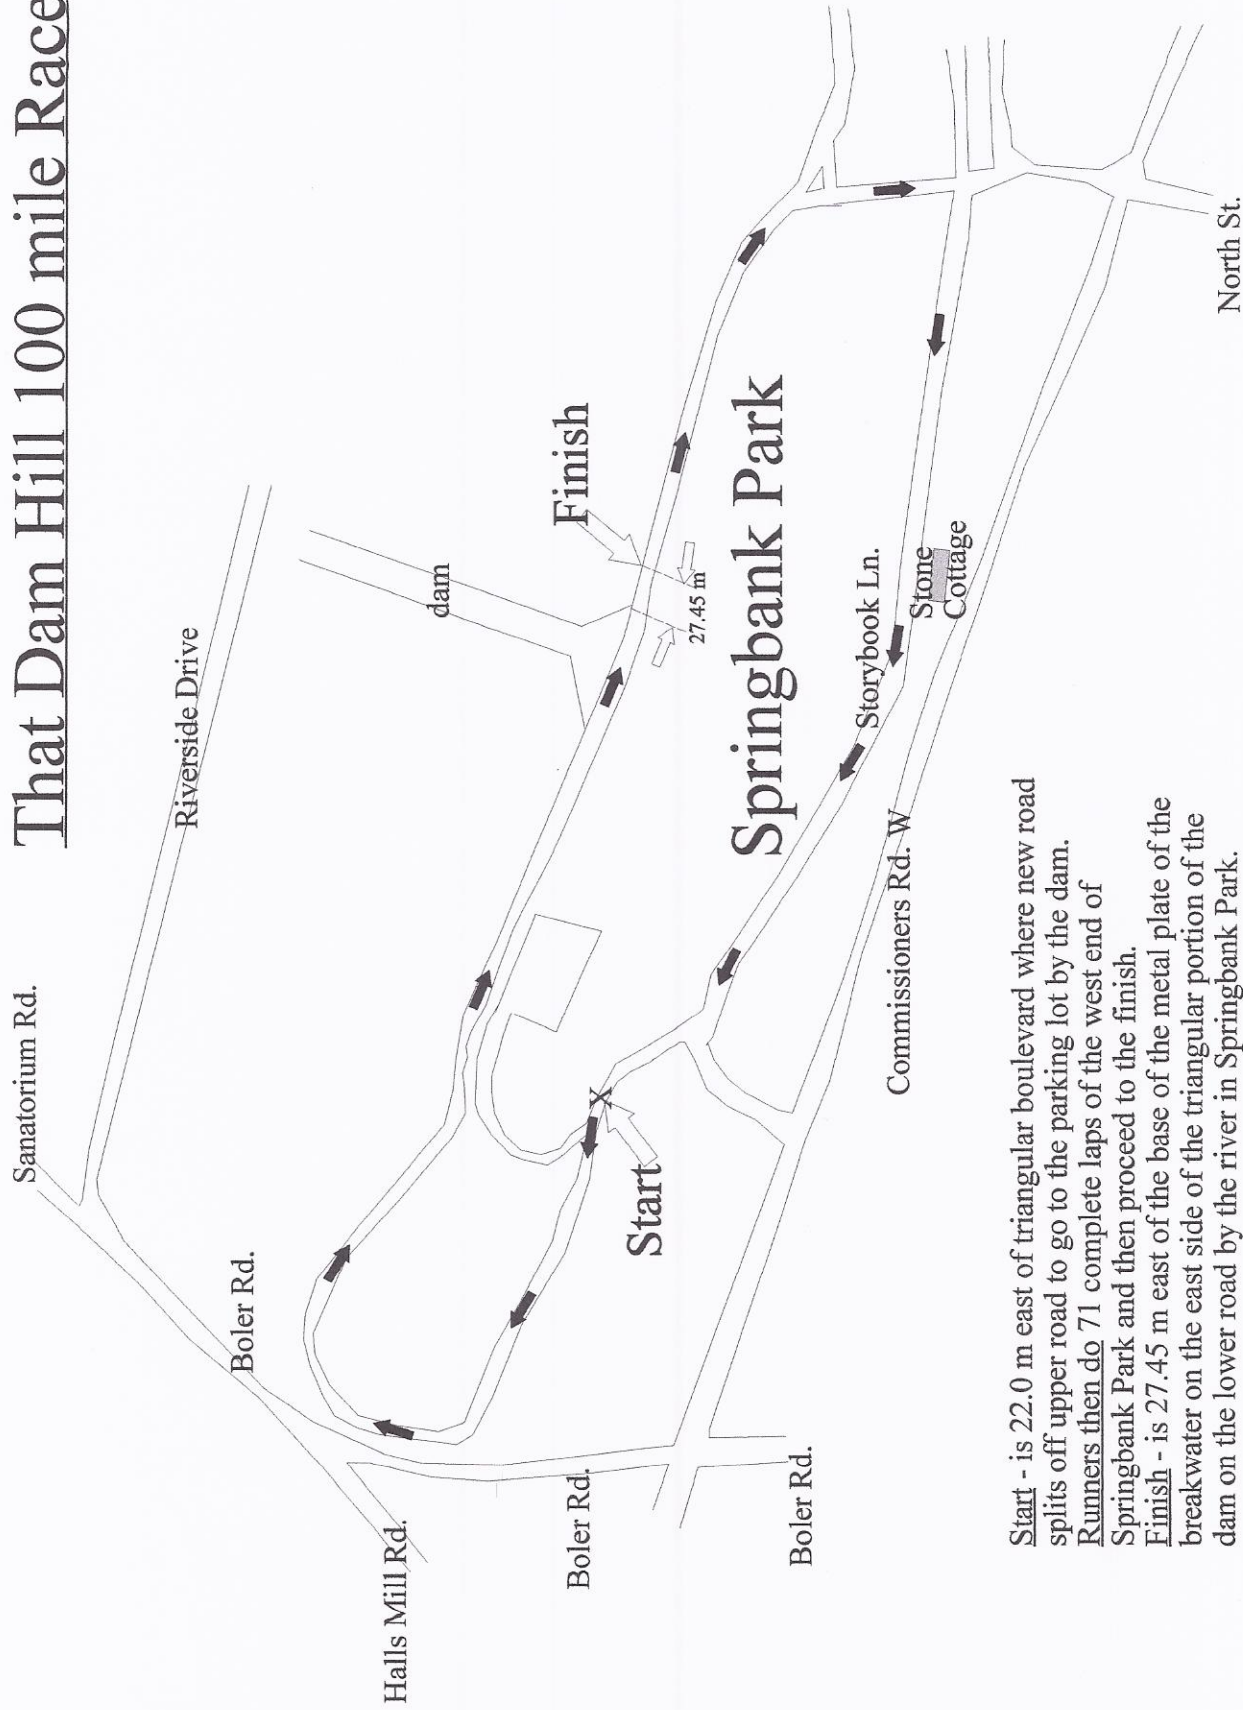 That Dam Hill 100 mile Race
Sanatorium Rd.
Riverside Drive
Boler Rd.
dam
Halls Mill Rd.
Finish
Boler Rd.
Start
27.45 m
Springbank Park
X
Boler Rd.
Storybook Ln.
Stone
Cottage
Commissioners Rd. W
North St.
Start - is 22.0 m east of triangular boulevard where new road
splits off upper road to go to the parking lot by the dam.
Runners then do 71 complete laps of the west end of
Springbank Park and then proceed to the finish.
Finish - is 27.45 m east of the base of the metal plate of the
breakwater on the east side of the triangular portion of the
dam on the lower road by the river in Springbank Park.